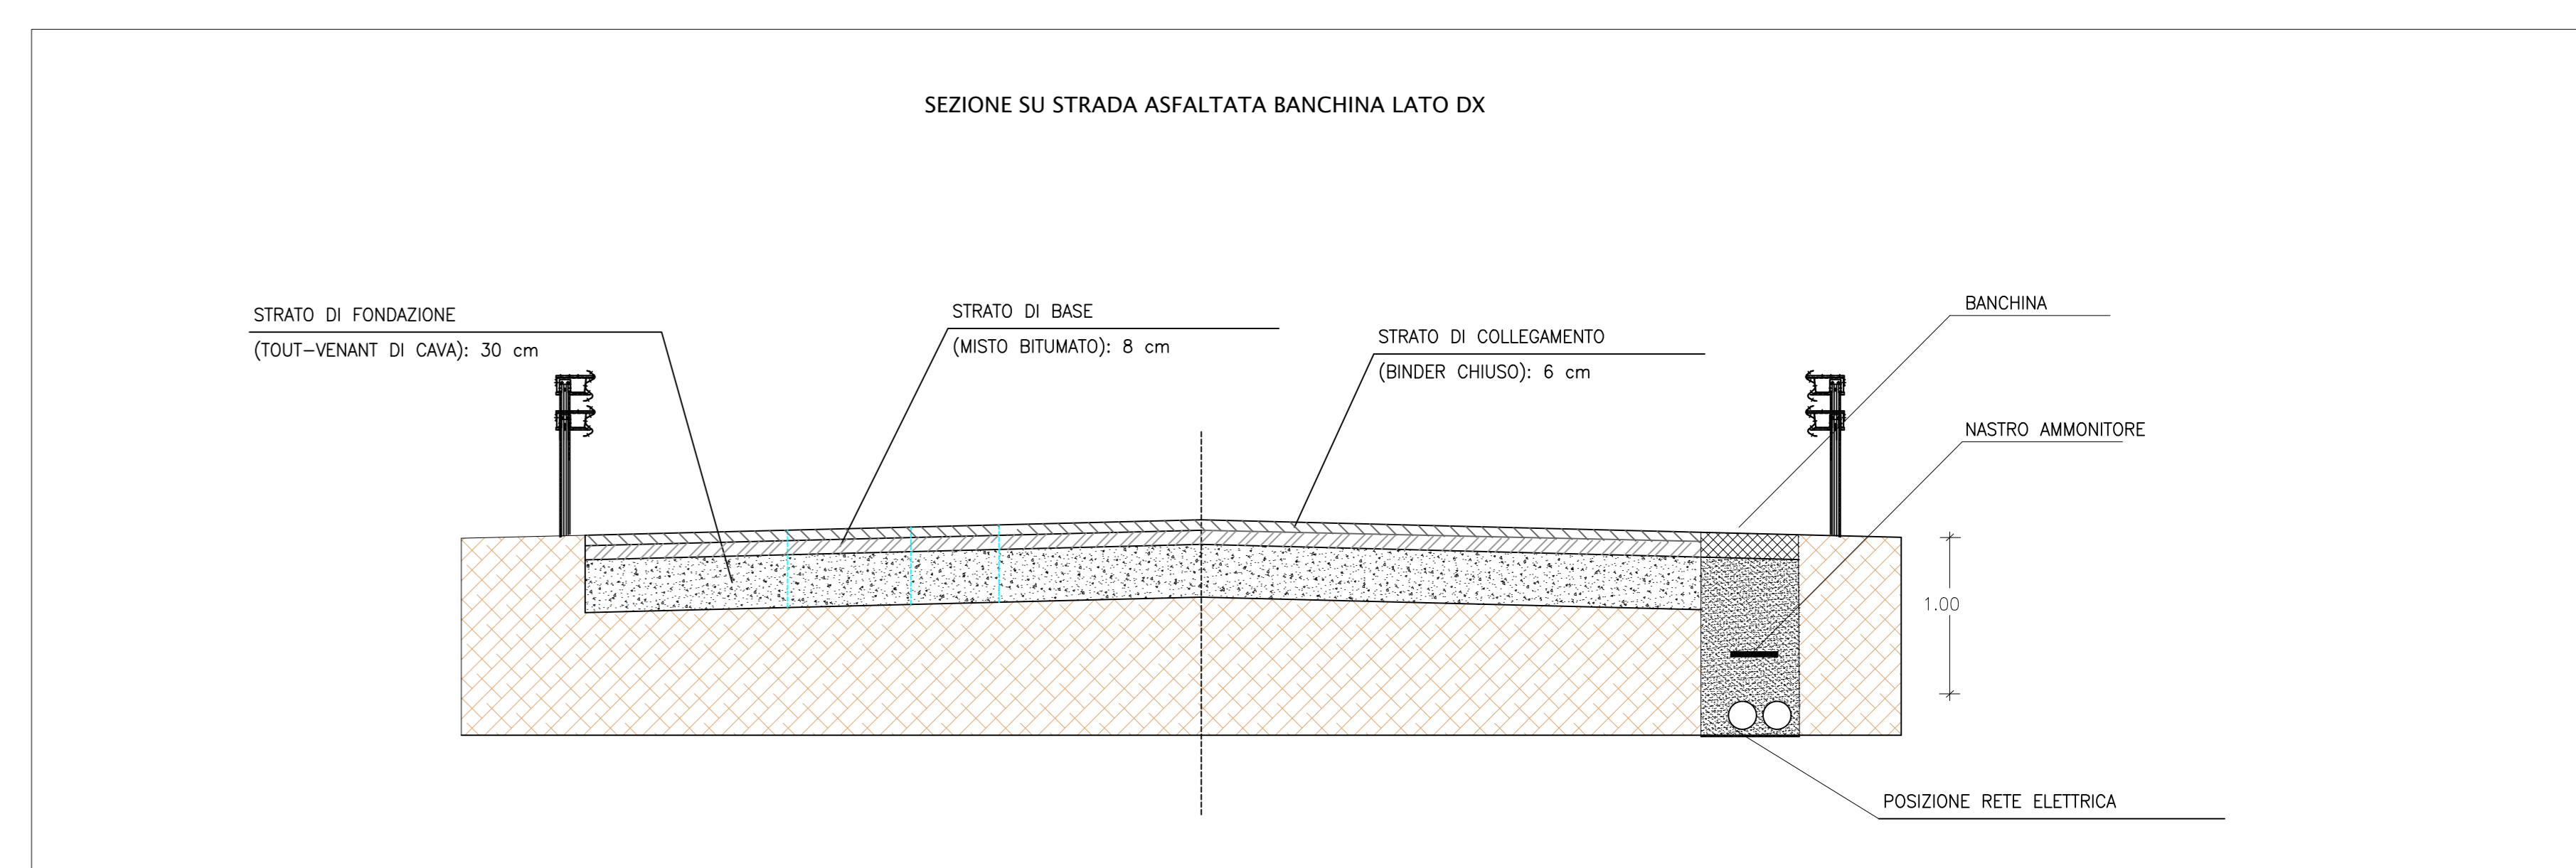 SEZIONE SU STRADA ASFALTATA BANCHINA LATO DX
STRATO DI FONDAZIONE
(TOUT-VENANT DI CAVA): 30 cm
STRATO DI BASE
(MISTO BITUMATO): 8 cm
STRATO DI COLLEGAMENTO
(BINDER CHIUSO): 6 cm
BANCHINA
NASTRO AMMONITORE
1.00
POSIZIONE RETE ELETTRICA